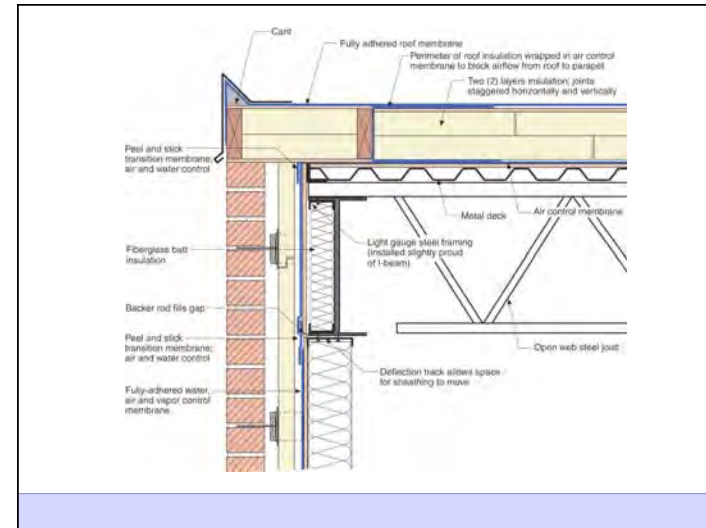 Cant
Fully adhered roof membrane
Perimeter of roof insulation wrapped in air control
membrane to block airflow from roof to parapet
Two (2) layers insulation; joints
staggered horizontally and vertically
Peel and stick
transition membrane;
air and water control
Metal deck
Air control membrane
Fiberglass batt
insulation
Light gauge steel framing
(installed slightly proud
of I-beam)
Backer rod fills gap
Open web steel joist
Peel and stick
transition membrane;
air and water control
Deflection track allows space
for sheathing to move
Fully-adhered water,
air and vapor control
membrane